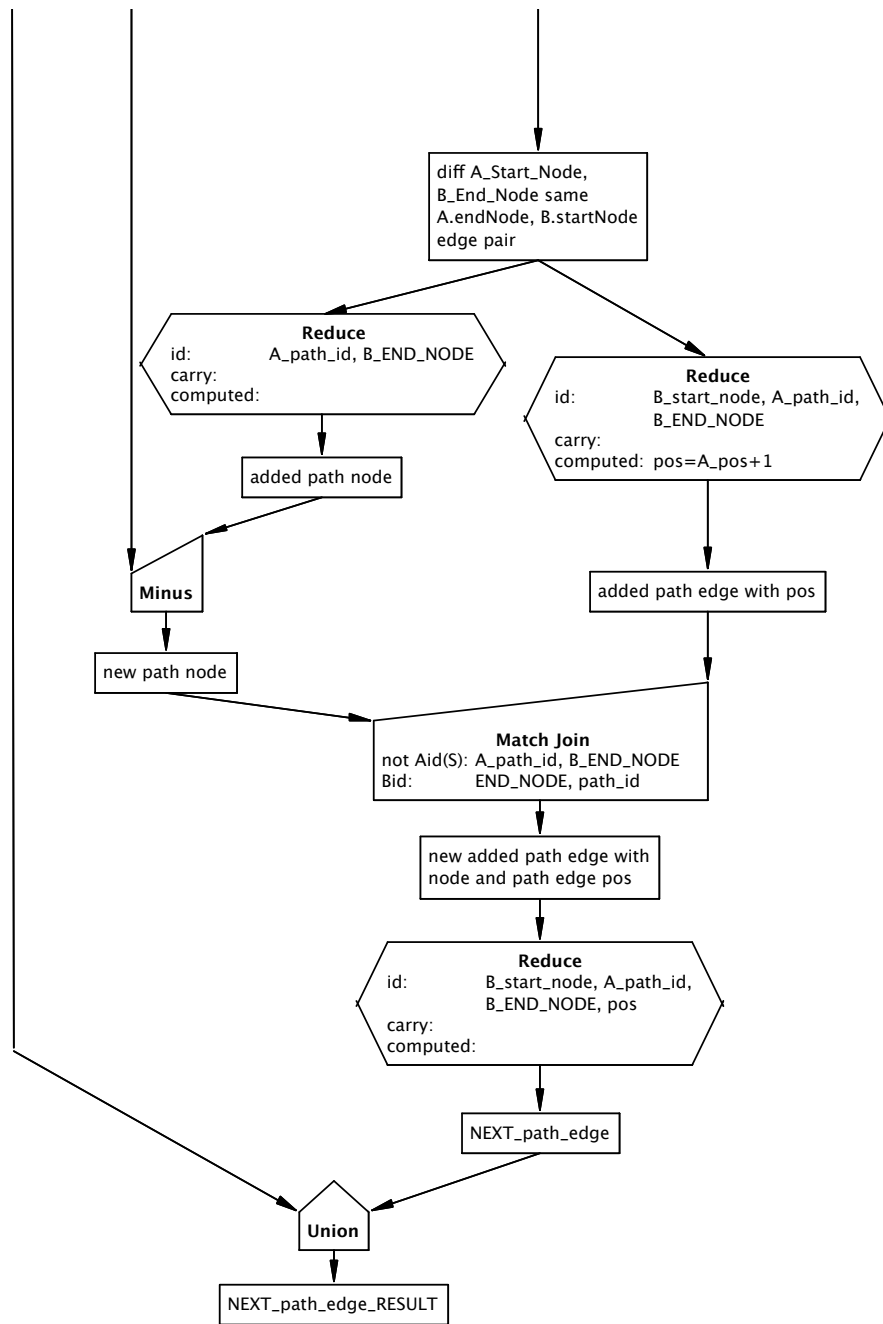 diff A_Start_Node,
B_End_Node same
A.endNode, B.startNode
edge pair
Reduce
id: A_path_id, B_END_NODE
carry:
computed:
Reduce
id: B_start_node, A_path_id,
B_END_NODE
carry:
computed: pos=A_pos+1
added path node
Minus
added path edge with pos
new path node
Match Join
not Aid(S): A_path_id, B_END_NODE
Bid: END_NODE, path_id
new added path edge with
node and path edge pos
Reduce
id: B_start_node, A_path_id,
B_END_NODE, pos
carry:
computed:
NEXT_path_edge
Union
NEXT_path_edge_RESULT